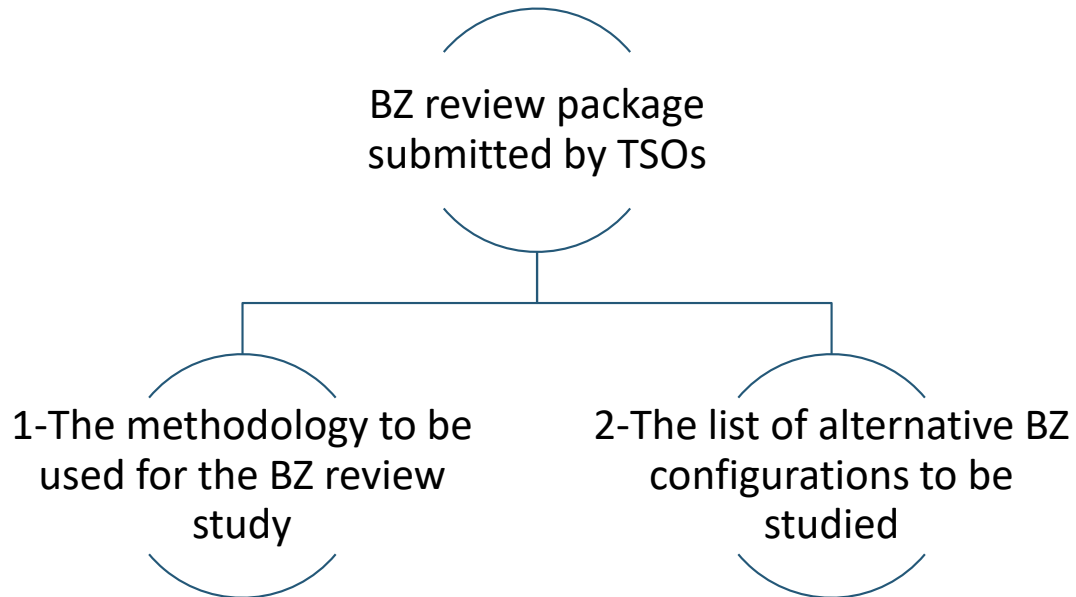 BZ review package
submitted by TSOs
1-The methodology to be
used for the BZ review
study
2-The list of alternative BZ
configurations to be
studied